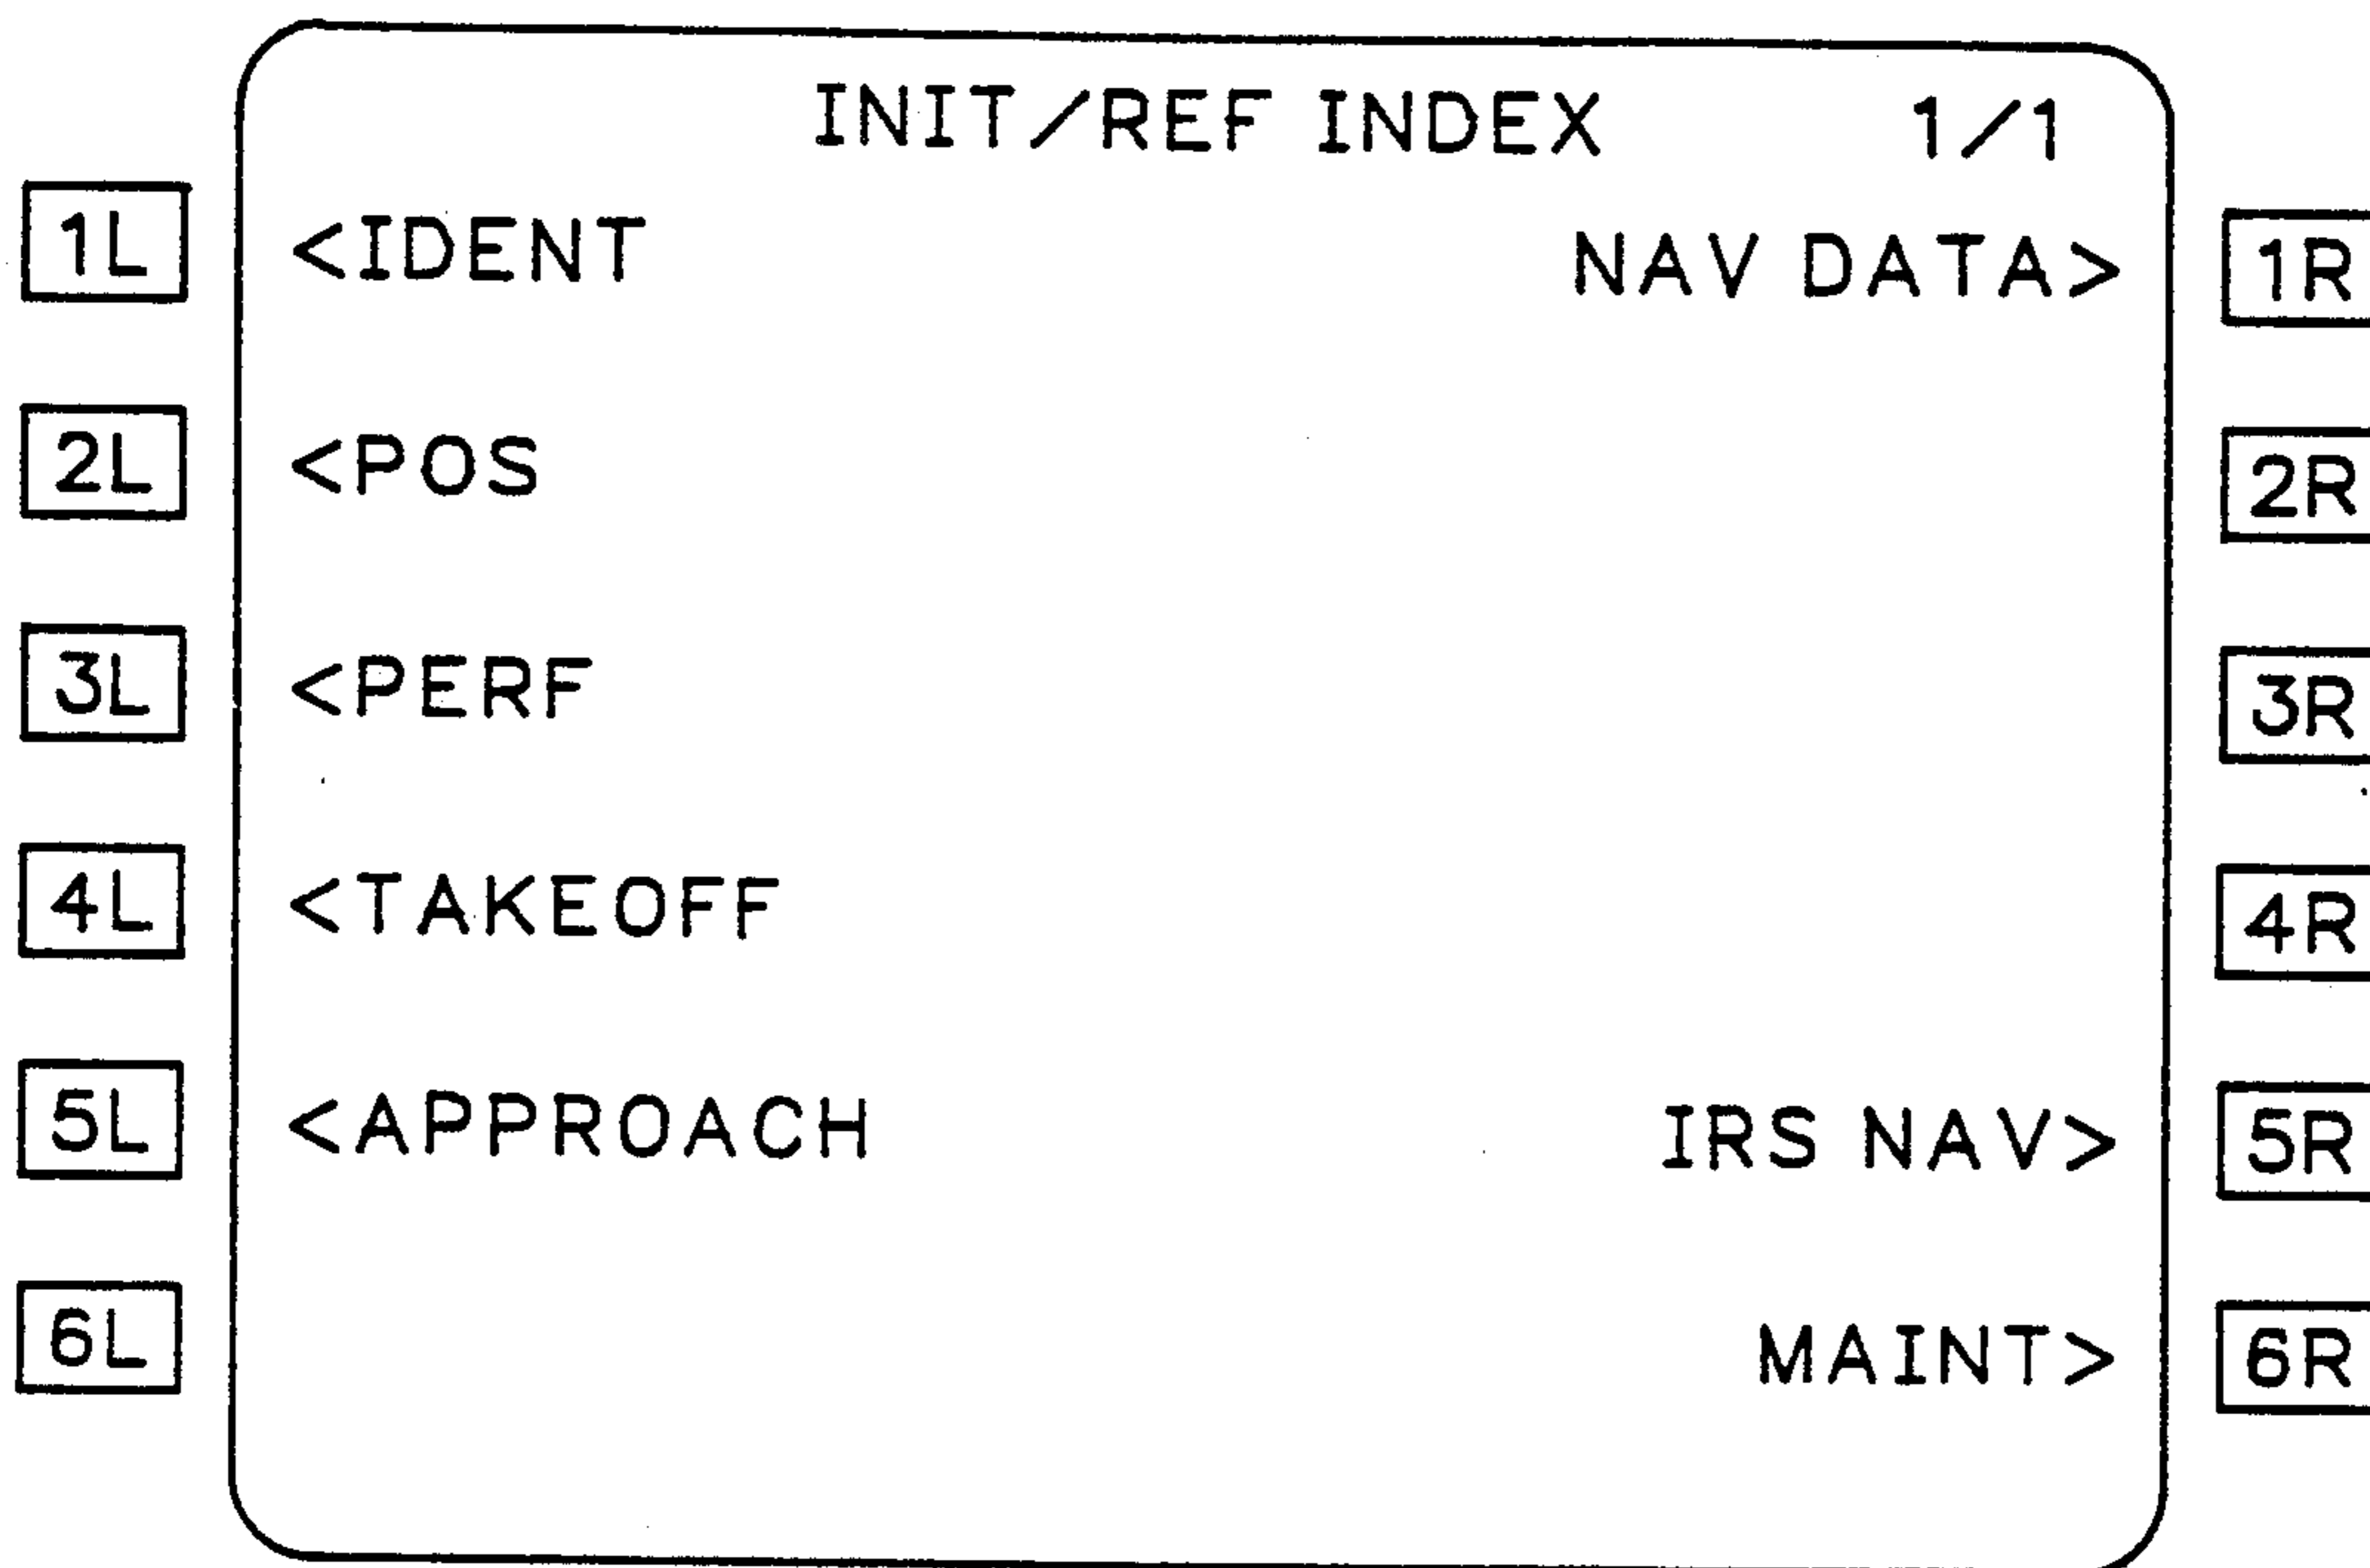 INIT/REF INDEX 1/1
1L <IDENT NAV DATA> 1R
2L <POS 2R
3L <PERF 3R
4L <TAKEOFF 4R
5L <APPROACH IRS NAV> 5R
6L MAINT> 6R